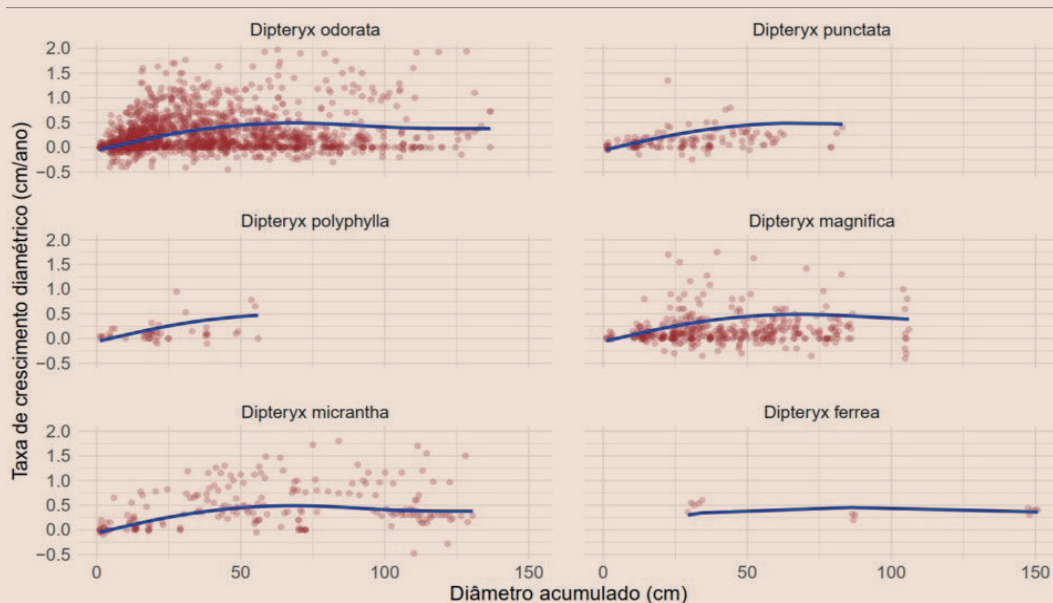 Dipteryx odorata
Dipteryx punctata
2.0
1.5
1.0
0.5
0.0
−0.5
Dipteryx polyphylla
Dipteryx magnifica
2.0
1.5
1.0
0.5
0.0
−0.5
Dipteryx micrantha
Dipteryx ferrea
2.0
1.5
1.0
0.5
0.0
−0.5
0 50 100 150 0 50 100 150
Taxa de crescimento diamétrico (cm/ano)
Diâmetro acumulado (cm)